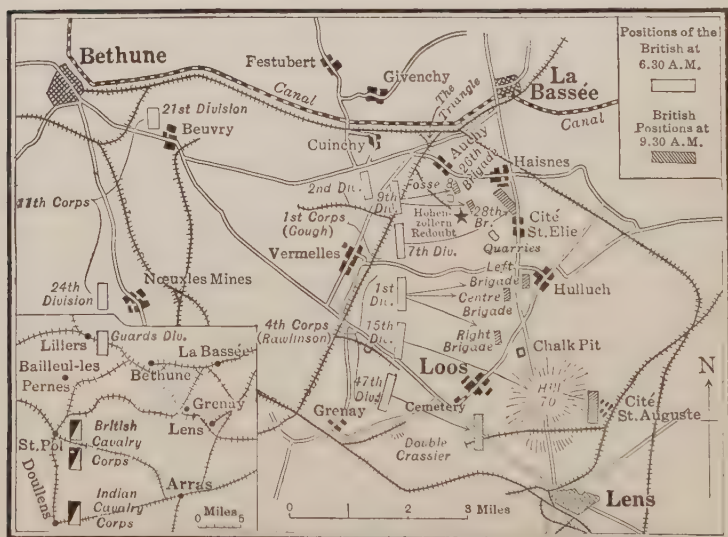 Bethune
Festubert
Givenchy
Canal
The Triangle
La
Bassée
Canal
Positions of the
British at
6.30 A.M.
British
Positions at
9.30 A.M.
21st Division
Beuvry
Cuinchy
Auchy
26th
Brigade
Haisnes
2nd Div.
9th Div.
Fosse 8
11th Corps
1st Corps
(Gough)
Hohen-
zollern
Redoubt
28th
Br.
Cité
St. Elie
Vermelles
7th Div.
Quarries
24th
Division
Nœux les Mines
1st
Div.
Left
Brigade
Centre
Brigade
Hulluch
4th Corps
(Rawlinson)
15th
Div.
Right
Brigade
Chalk Pit
Loos
Hill
70
N
47th
Div.
Cemetery
Cité
St. Auguste
Grenay
Double
Crassier
Lens
0 1 2 3 Miles
Lillers
Guards Div.
La Bassée
Bailleul-les
Pernes
Bethune
Grenay
Lens
St. Pol
British
Cavalry
Corps
Doullens
Arras
Indian
Cavalry
Corps
Miles
0 5